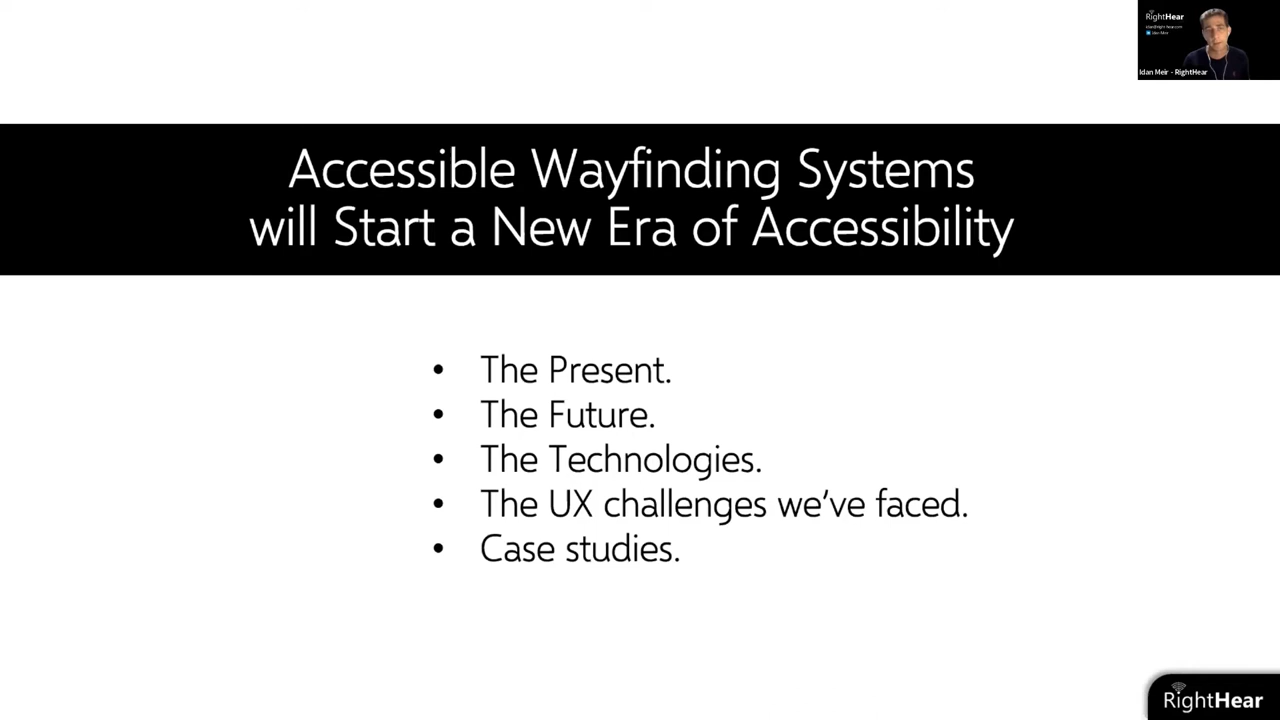 RightHear
Idan Meir - RightHear
Accessible Wayfinding Systems
will Start a New Era of Accessibility
• The Present.
• The Future.
• The Technologies.
• The UX challenges we've faced.
• Case studies.
RightHear